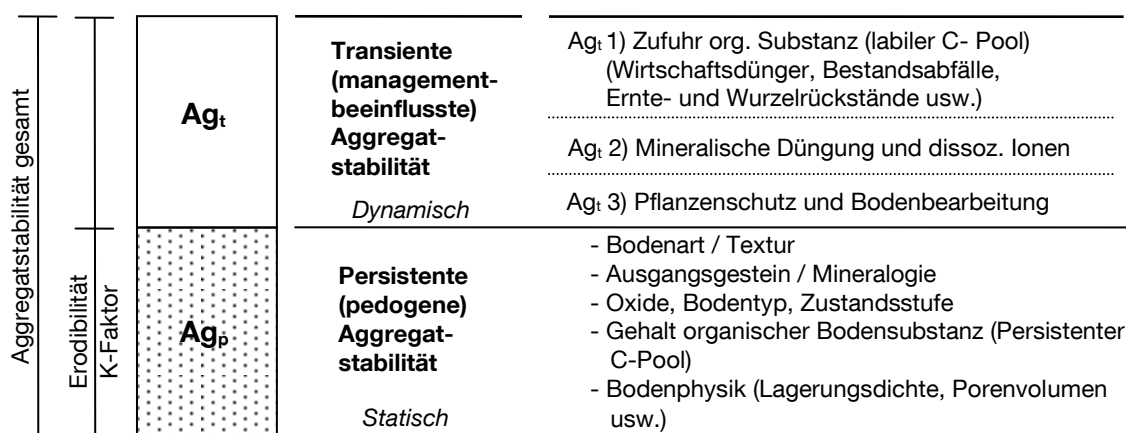 Aggregatstabilität gesamt
Erodibilität
K-Faktor
Agt
Transiente
(management-
beeinflusste)
Aggregat-
stabilität
Dynamisch
Agt 1) Zufuhr org. Substanz (labiler C- Pool)
(Wirtschaftsdünger, Bestandsabfälle,
Ernte- und Wurzelrückstände usw.)
Agt 2) Mineralische Düngung und dissoz. Ionen
Agt 3) Pflanzenschutz und Bodenbearbeitung
Agp
Persistente
(pedogene)
Aggregat-
stabilität
Statisch
- Bodenart / Textur
- Ausgangsgestein / Mineralogie
- Oxide, Bodentyp, Zustandsstufe
- Gehalt organischer Bodensubstanz (Persistenter
C-Pool)
- Bodenphysik (Lagerungsdichte, Porenvolumen
usw.)